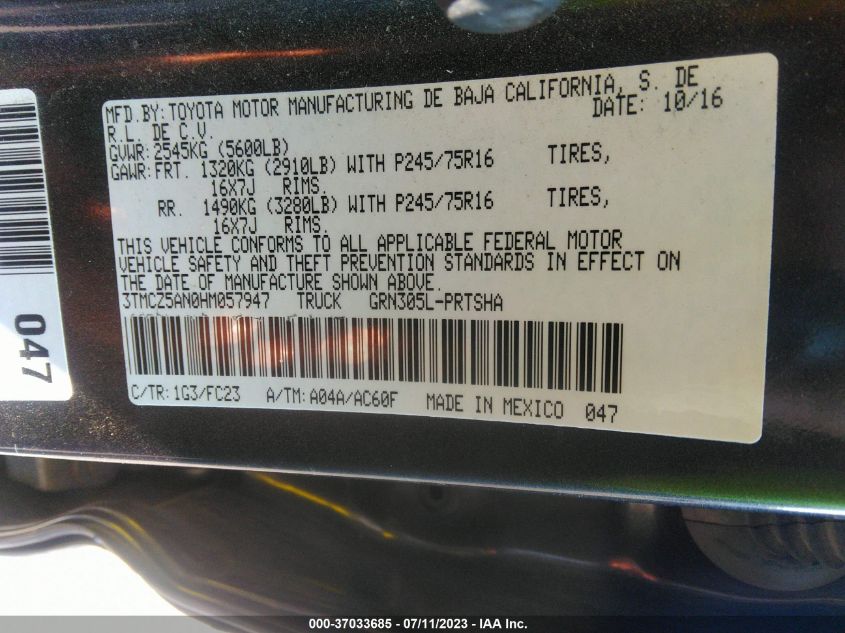 MFD.BY:TOYOTA MOTOR MANUFACTURING DE BAJA CALIFORNIA, S. DE
R.L. DE C.V. DATE: 10/16
GVWR:2545KG (5600LB)
GAWR:FRT. 1320KG (2910LB) WITH P245/75R16 TIRES,
16X7J RIMS.
RR. 1490KG (3280LB) WITH P245/75R16 TIRES,
16X7J RIMS.
THIS VEHICLE CONFORMS TO ALL APPLICABLE FEDERAL MOTOR
VEHICLE SAFETY AND THEFT PREVENTION STANDARDS IN EFFECT ON
THE DATE OF MANUFACTURE SHOWN ABOVE.
3TMCZ5AN0HM057947 TRUCK GRN305L-PRTSHA
C/TR:1G3/FC23 A/TM:A04A/AC60F MADE IN MEXICO 047
047
000-37033685 - 07/11/2023 - IAA Inc.